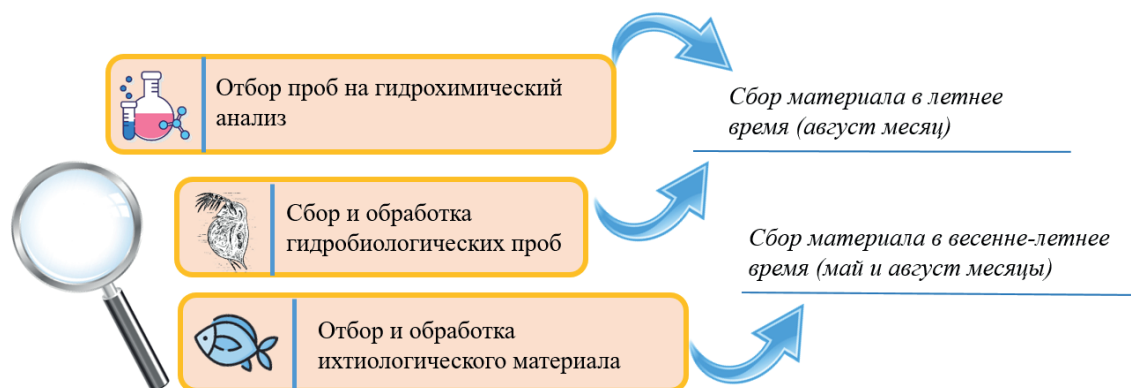 Отбор проб на гидрохимический
анализ
Сбор материала в летнее
время (август месяц)
Сбор и обработка
гидробиологических проб
Сбор материала в весенне-летнее
время (май и август месяцы)
Отбор и обработка
ихтиологического материала